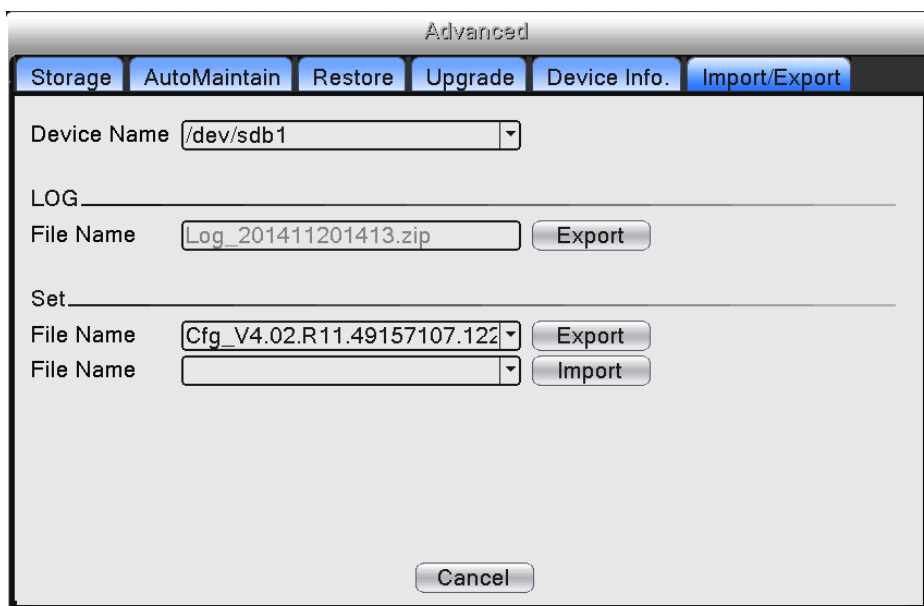 Advanced
Storage AutoMaintain Restore Upgrade Device Info. Import/Export
Device Name /dev/sdb1
LOG
File Name Log_201411201413.zip Export
Set
File Name Cfg_V4.02.R11.49157107.122 Export
File Name Import
Cancel